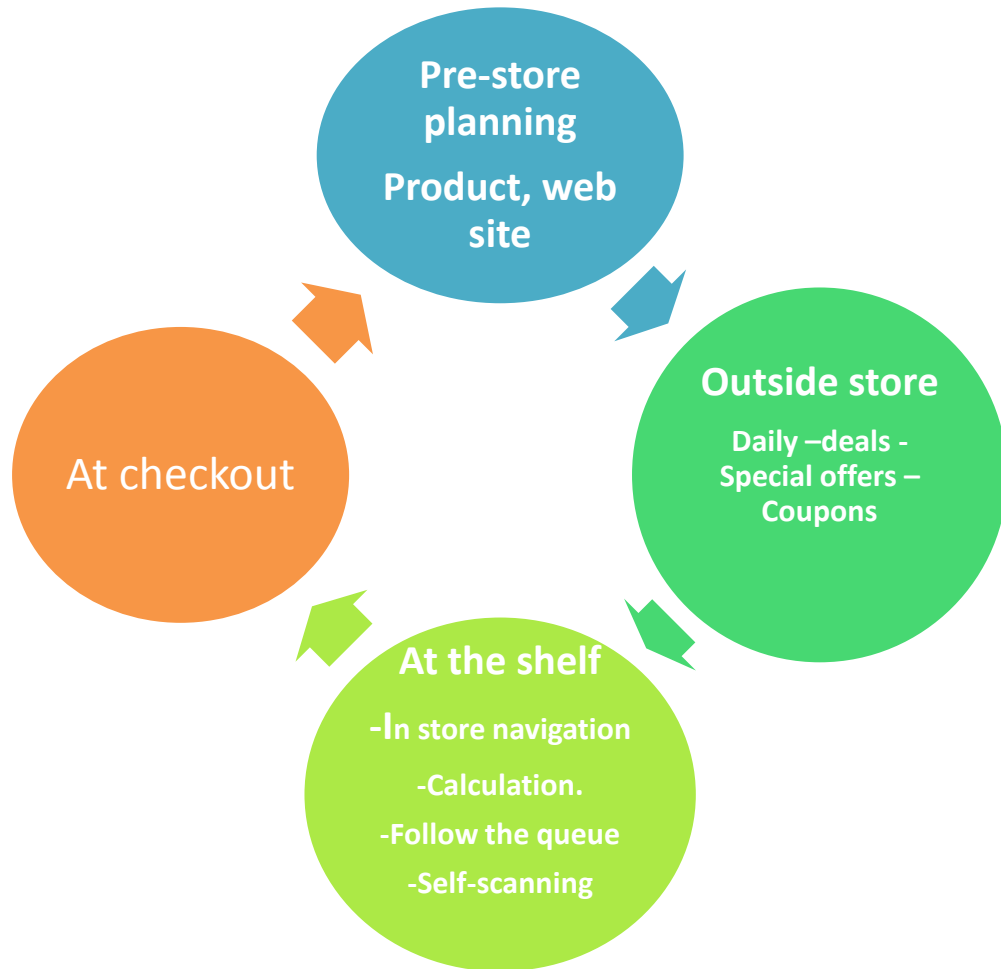 Pre-store
planning
Product, web
site
Outside store
Daily –deals -
Special offers –
Coupons
At the shelf
-In store navigation
-Calculation.
-Follow the queue
-Self-scanning
At checkout